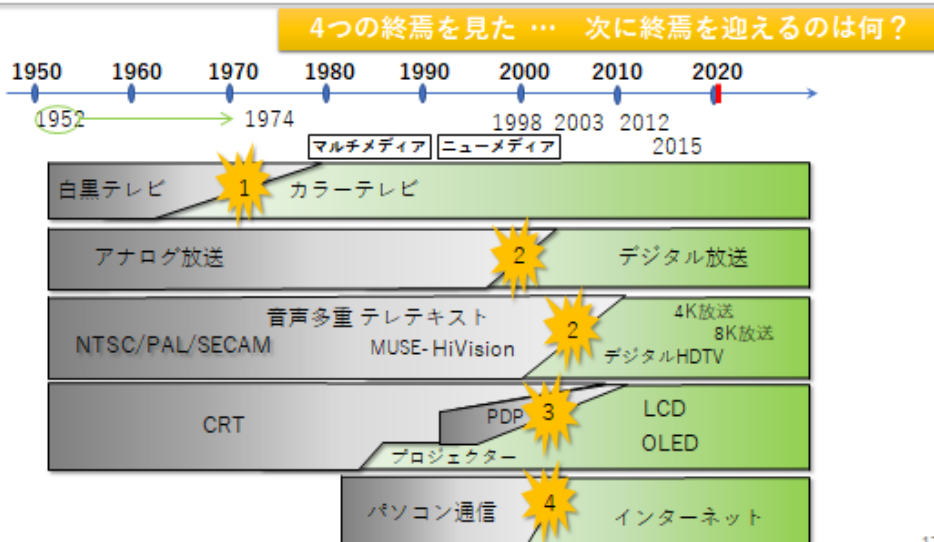 4つの終焉を見た … 次に終焉を迎えるのは何？
1950 1960 1970 1980 1990 2000 2010 2020
1952 1974 1998 2003 2012
2015
マルチメディア ニューメディア
白黒テレビ 1 カラーテレビ
アナログ放送 2 デジタル放送
音声多重 テレテキスト 2 4K放送
8K放送
NTSC/PAL/SECAM MUSE-HiVision デジタルHDTV
CRT PDP 3 LCD
OLED
プロジェクター
パソコン通信 4 インターネット